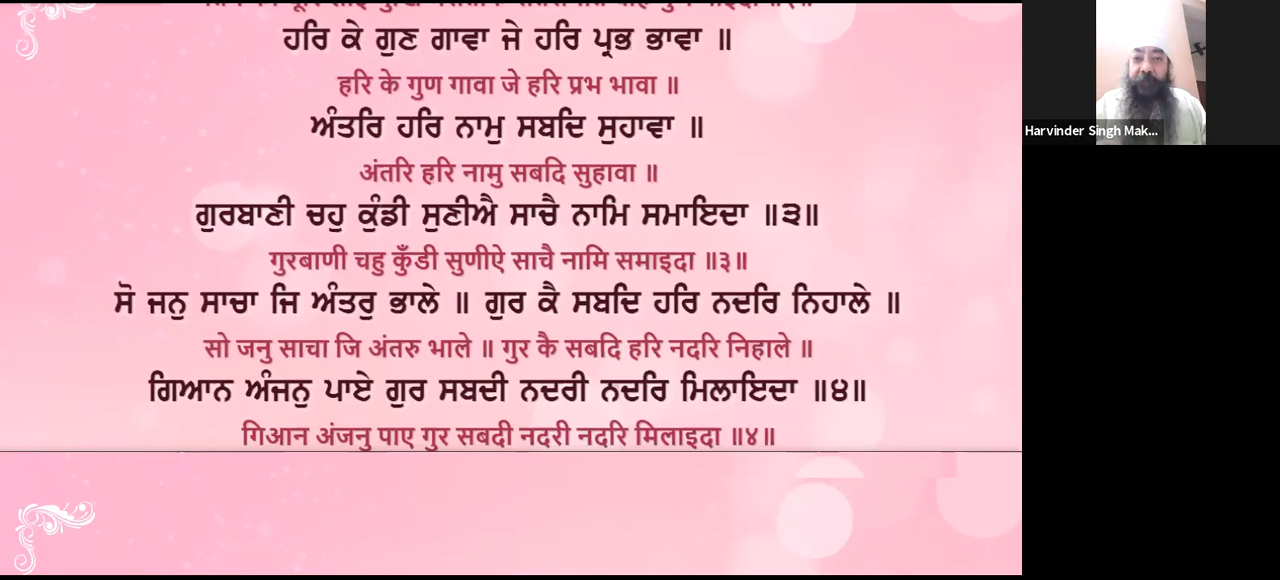 ਹਰਿ ਕੇ ਗੁਣ ਗਾਵਾ ਜੇ ਹਰਿ ਪ੍ਰਭ ਭਾਵਾ ॥
हरि के गुण गावा जे हरि प्रभ भावा ॥
ਅੰਤਰਿ ਹਰਿ ਨਾਮੁ ਸਬਦਿ ਸੁਹਾਵਾ ॥
अंतरि हरि नामु सबदि सुहावा ॥
ਗੁਰਬਾਣੀ ਚਹੁ ਕੁੰਡੀ ਸੁਣੀਐ ਸਾਚੈ ਨਾਮਿ ਸਮਾਇਦਾ ॥੩॥
गुरबाणी चहु कुँडी सुणीऐ साचै नामि समाइदा ॥३॥
ਸੋ ਜਨੁ ਸਾਚਾ ਜਿ ਅੰਤਰੁ ਭਾਲੇ ॥ ਗੁਰ ਕੈ ਸਬਦਿ ਹਰਿ ਨਦਰਿ ਨਿਹਾਲੇ ॥
सो जनु साचा जि अंतरु भाले ॥ गुर कै सबदि हरि नदरि निहाले ॥
ਗਿਆਨ ਅੰਜਨੁ ਪਾਏ ਗੁਰ ਸਬਦੀ ਨਦਰੀ ਨਦਰਿ ਮਿਲਾਇਦਾ ॥੪॥
गिआन अंजनु पाए गुर सबदी नदरी नदरि मिलाइदा ॥४॥
Harvinder Singh Mak...